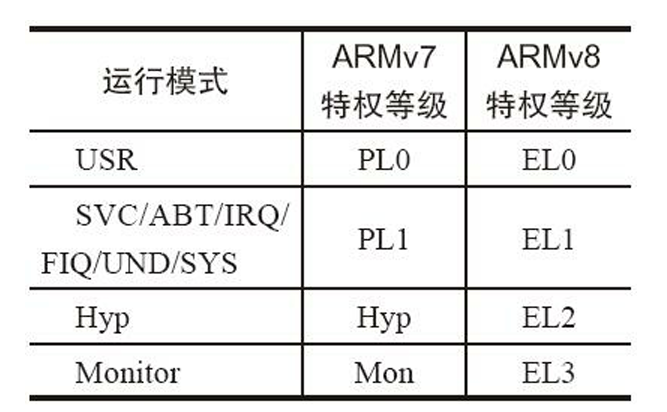 运行模式 ARMv7 特权等级 ARMv8 特权等级
USR PL0 EL0
SVC/ABT/IRQ/
FIQ/UND/SYS PL1 EL1
Hyp Hyp EL2
Monitor Mon EL3